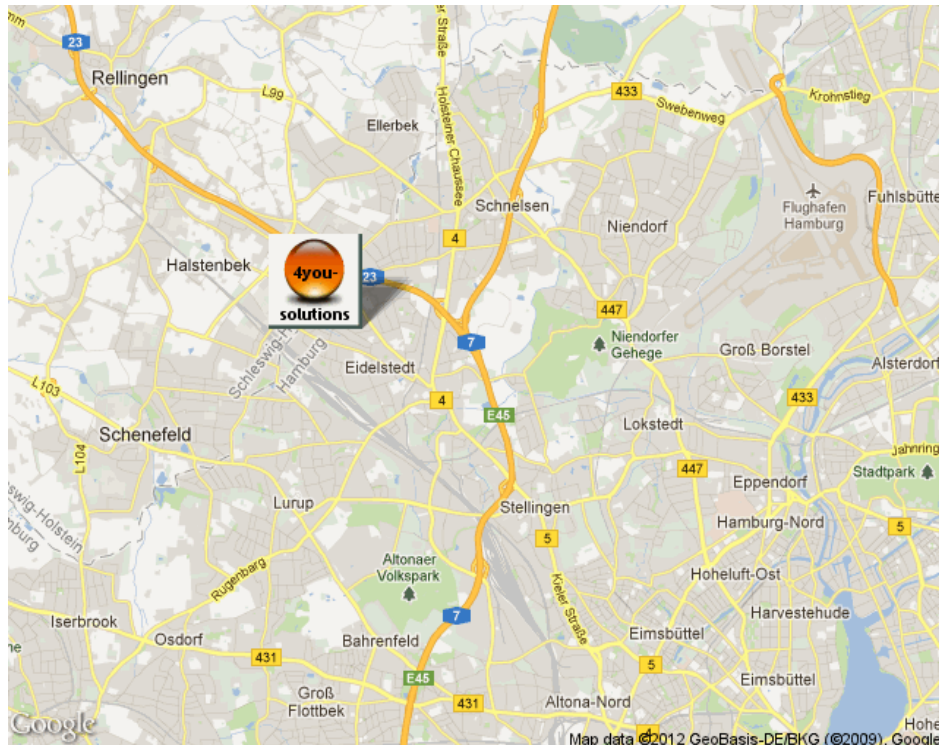 23
Rellingen
L99
Ellerbek
Holsteiner Chaussee
433
Swebenweg
Krohnstieg
Schnelsen
4
Niendorf
Flughafen
Hamburg
Halstenbek
4you-
solutions
23
447
7
Niendorfer
Gehege
Groß Borstel
Schleswig-H
Hamburg
Eidelstedt
L103
4
E45
433
Schenefeld
L104
Lokstedt
447
Jahnring
Stadtpark
Eppendorf
Lurup
Stellingen
Hamburg-Nord
5
5
Altonaer
Volkspark
Rugenbarg
Kieler Straße
Hoheluft-Ost
Harvestehude
Iserbrook
Osdorf
7
Bahrenfeld
Eimsbüttel
431
5
E45
Eimsbüttel
Groß
Flottbek
431
Altona-Nord
4
Google
Map data ©2012 GeoBasis-DE/BKG (©2009), Google